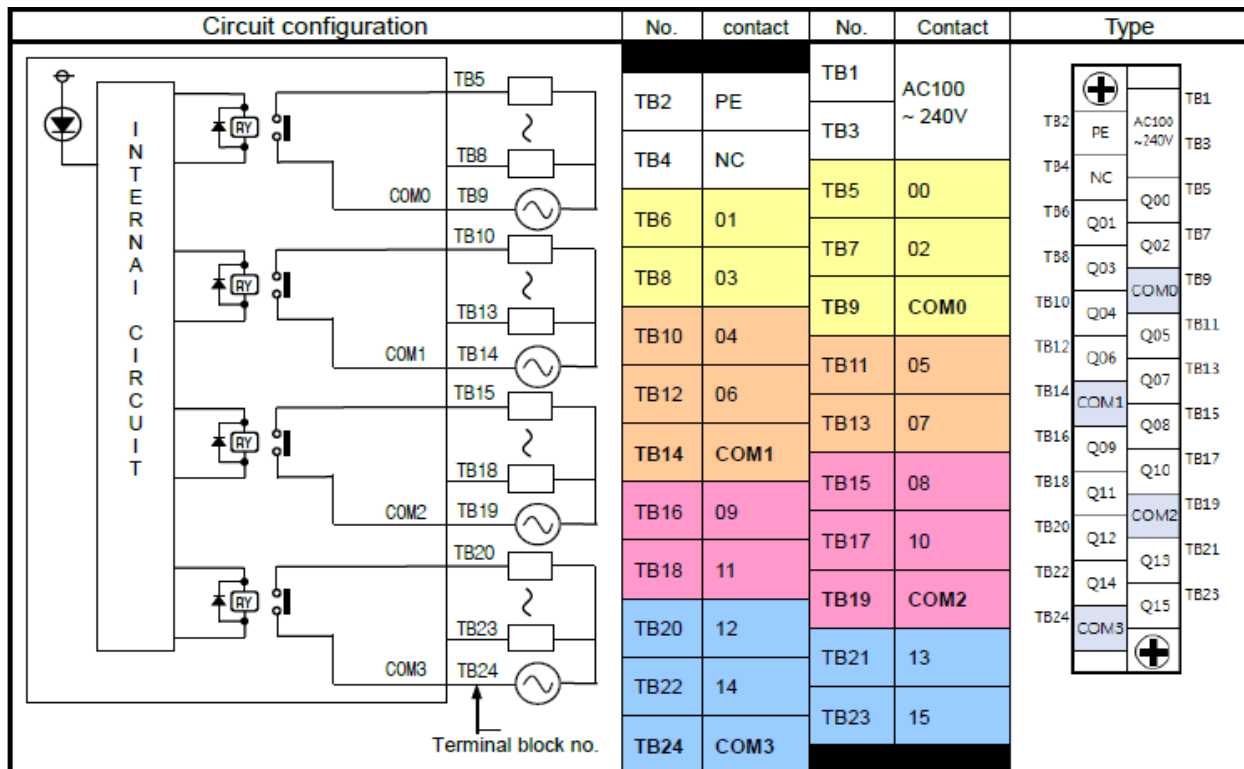 Circuit configuration No. contact No. Contact Type
INTERNAI CIRCUIT
RY
TB5
TB8
COM0 TB9
RY
TB10
TB13
COM1 TB14
RY
TB15
TB18
COM2 TB19
RY
TB20
TB23
COM3 TB24
Terminal block no.
TB2 PE
TB4 NC
TB6 01
TB8 03
TB10 04
TB12 06
TB14 COM1
TB16 09
TB18 11
TB20 12
TB22 14
TB24 COM3
TB1 AC100
~ 240V
TB3
TB5 00
TB7 02
TB9 COM0
TB11 05
TB13 07
TB15 08
TB17 10
TB19 COM2
TB21 13
TB23 15
TB2 PE AC100 TB1
~240V TB3
TB4 NC
Q00 TB5
TB6 Q01
Q02 TB7
TB8 Q03
COM0 TB9
TB10 Q04
Q05 TB11
TB12 Q06
Q07 TB13
TB14 COM1
Q08 TB15
TB16 Q09
Q10 TB17
TB18 Q11
COM2 TB19
TB20 Q12
Q13 TB21
TB22 Q14
Q15 TB23
TB24 COM3